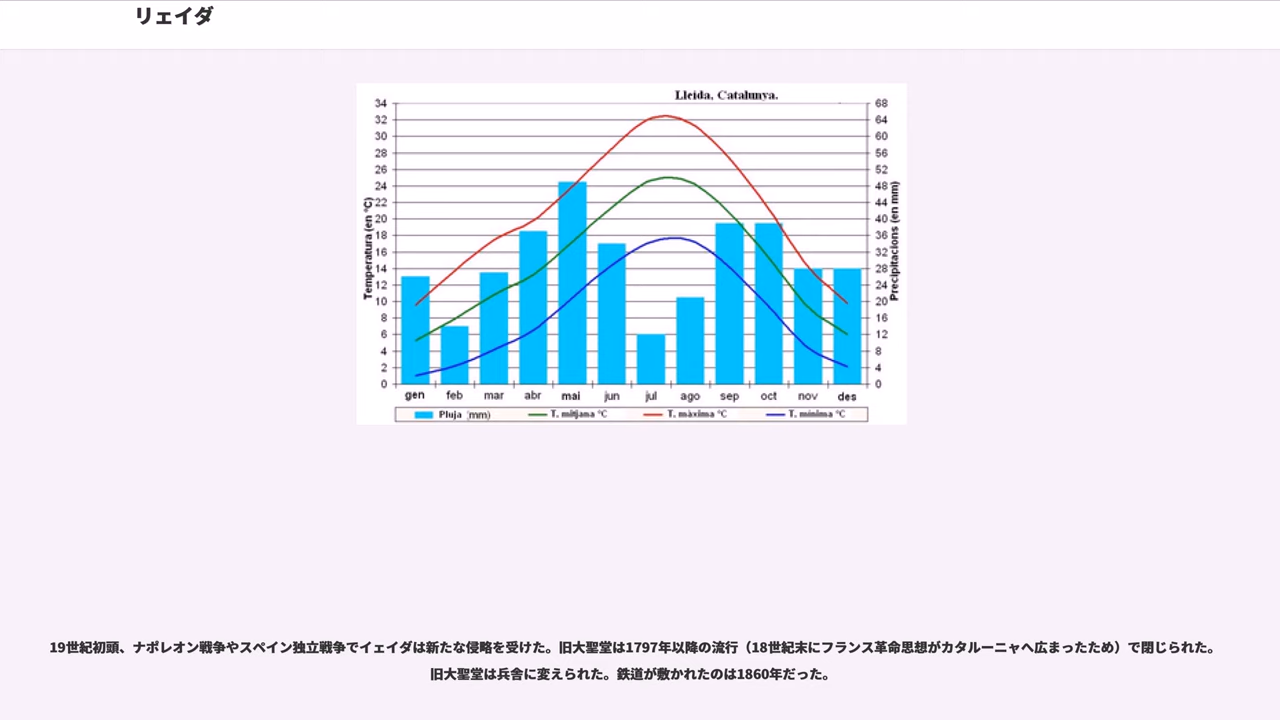 リェイダ
Lleida, Catalunya.
34 68
32 64
30 60
28 56
26 52
24 48
22 44
20 40
18 36
16 32
14 28
12 24
10 20
8 16
6 12
4 8
2 4
0 0
Temperatura (en °C)
Precipitacions (en mm)
gen feb mar abr mai jun jul ago sep oct nov des
Pluja (mm) T. mitjana °C T. màxima °C T. mínima °C
19世紀初頭、ナポレオン戦争やスペイン独立戦争でイェイダは新たな侵略を受けた。旧大聖堂は1797年以降の流行（18世紀末にフランス革命思想がカタルーニャへ広まったため）で閉じられた。
旧大聖堂は兵舎に変えられた。鉄道が敷かれたのは1860年だった。